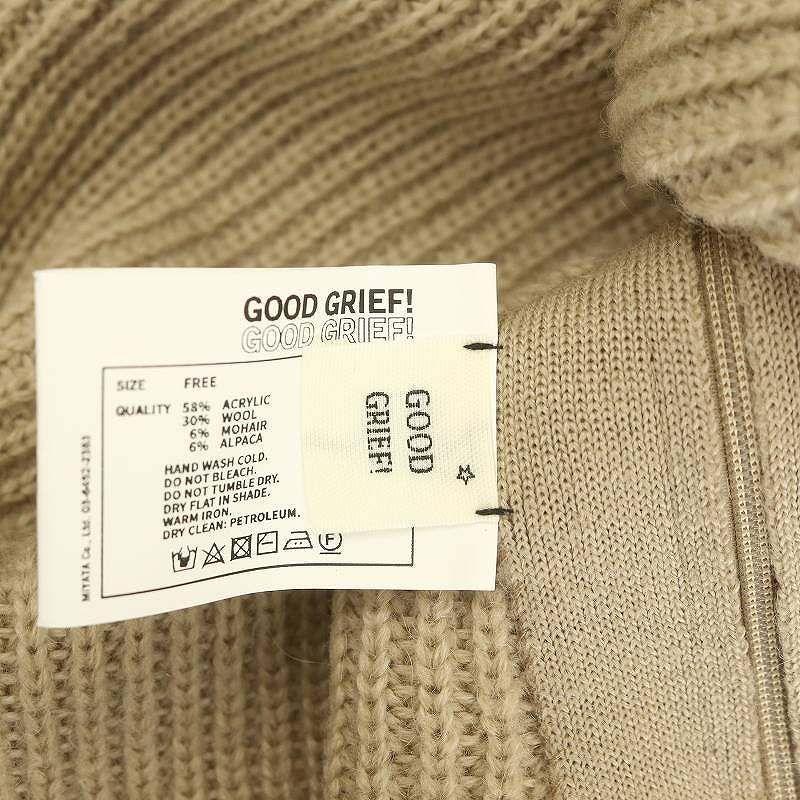 GOOD GRIEF!
GOOD GRIEF!
SIZE FREE
QUALITY 58% ACRYLIC
30% WOOL
6% MOHAIR
6% ALPACA
HAND WASH COLD.
DO NOT BLEACH.
DO NOT TUMBLE DRY.
DRY FLAT IN SHADE.
WARM IRON.
DRY CLEAN: PETROLEUM.
F
MIYATA Co., Ltd. 03-6452-2383
GOOD
GRIEF!